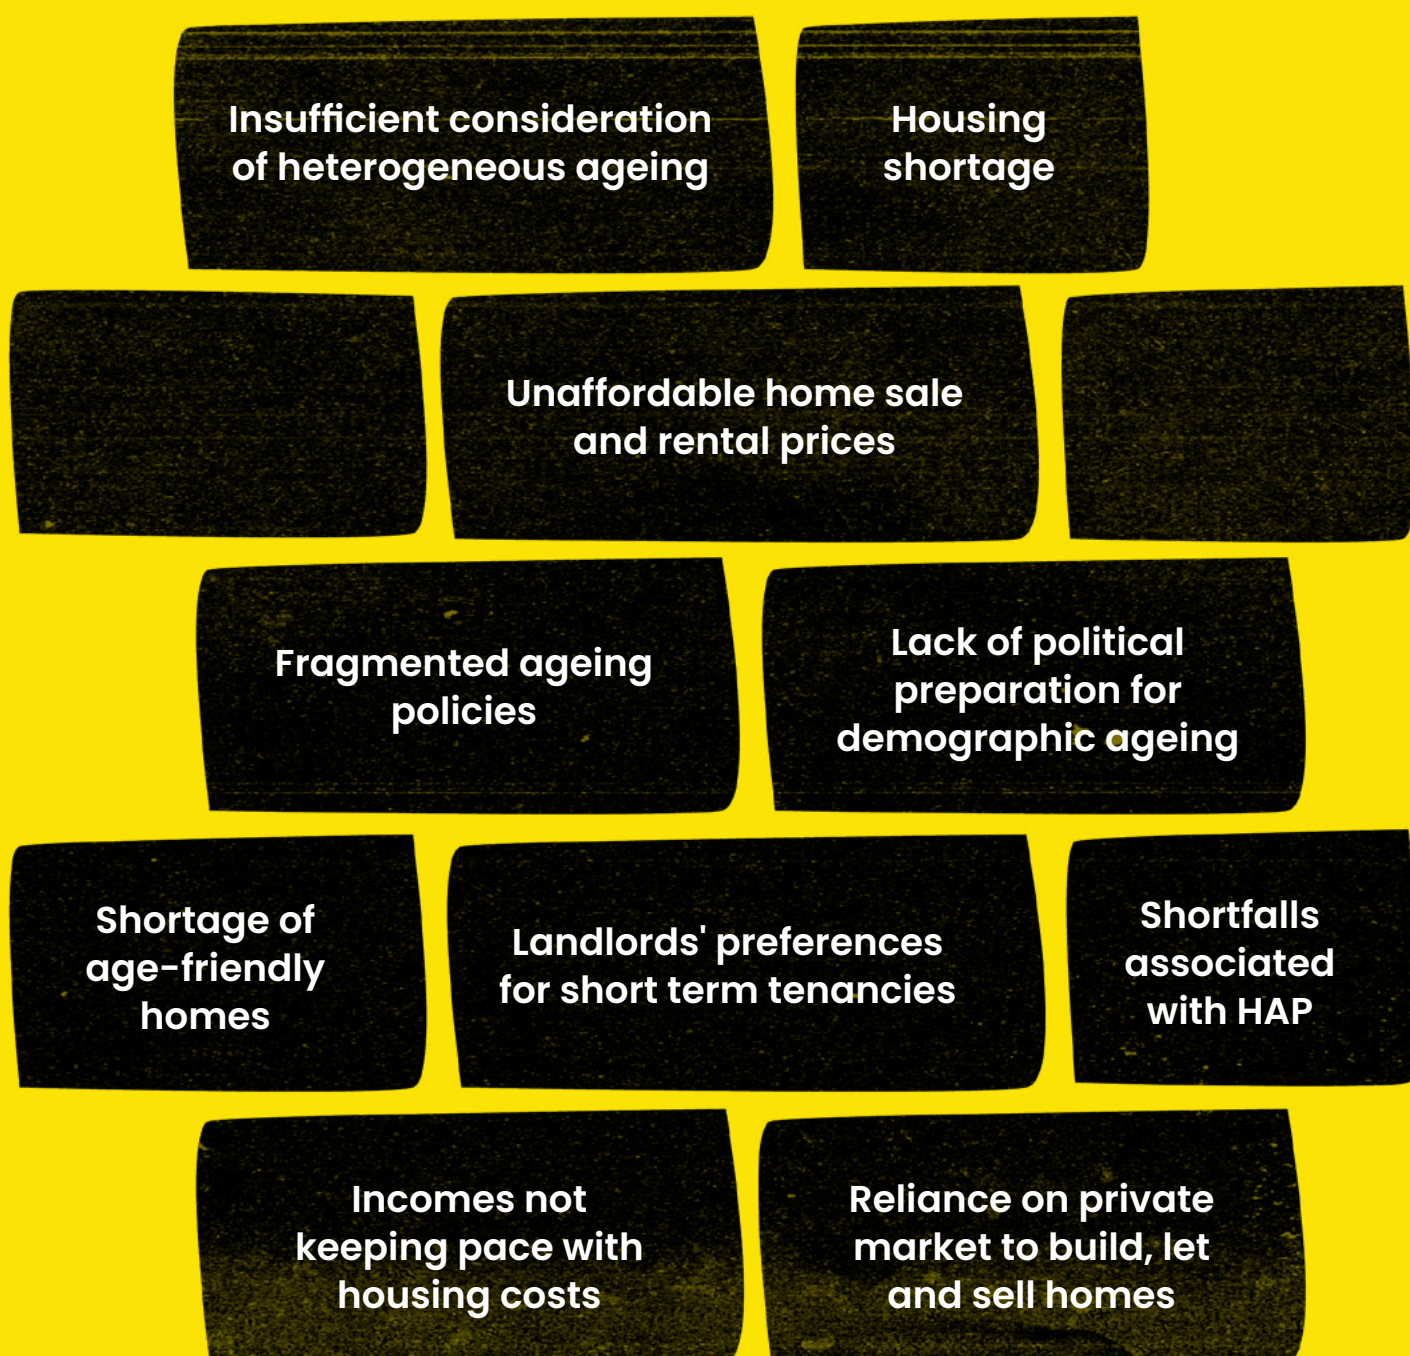 Insufficient consideration
of heterogeneous ageing
Housing
shortage
Unaffordable home sale
and rental prices
Fragmented ageing
policies
Lack of political
preparation for
demographic ageing
Shortage of
age-friendly
homes
Landlords' preferences
for short term tenancies
Shortfalls
associated
with HAP
Incomes not
keeping pace with
housing costs
Reliance on private
market to build, let
and sell homes